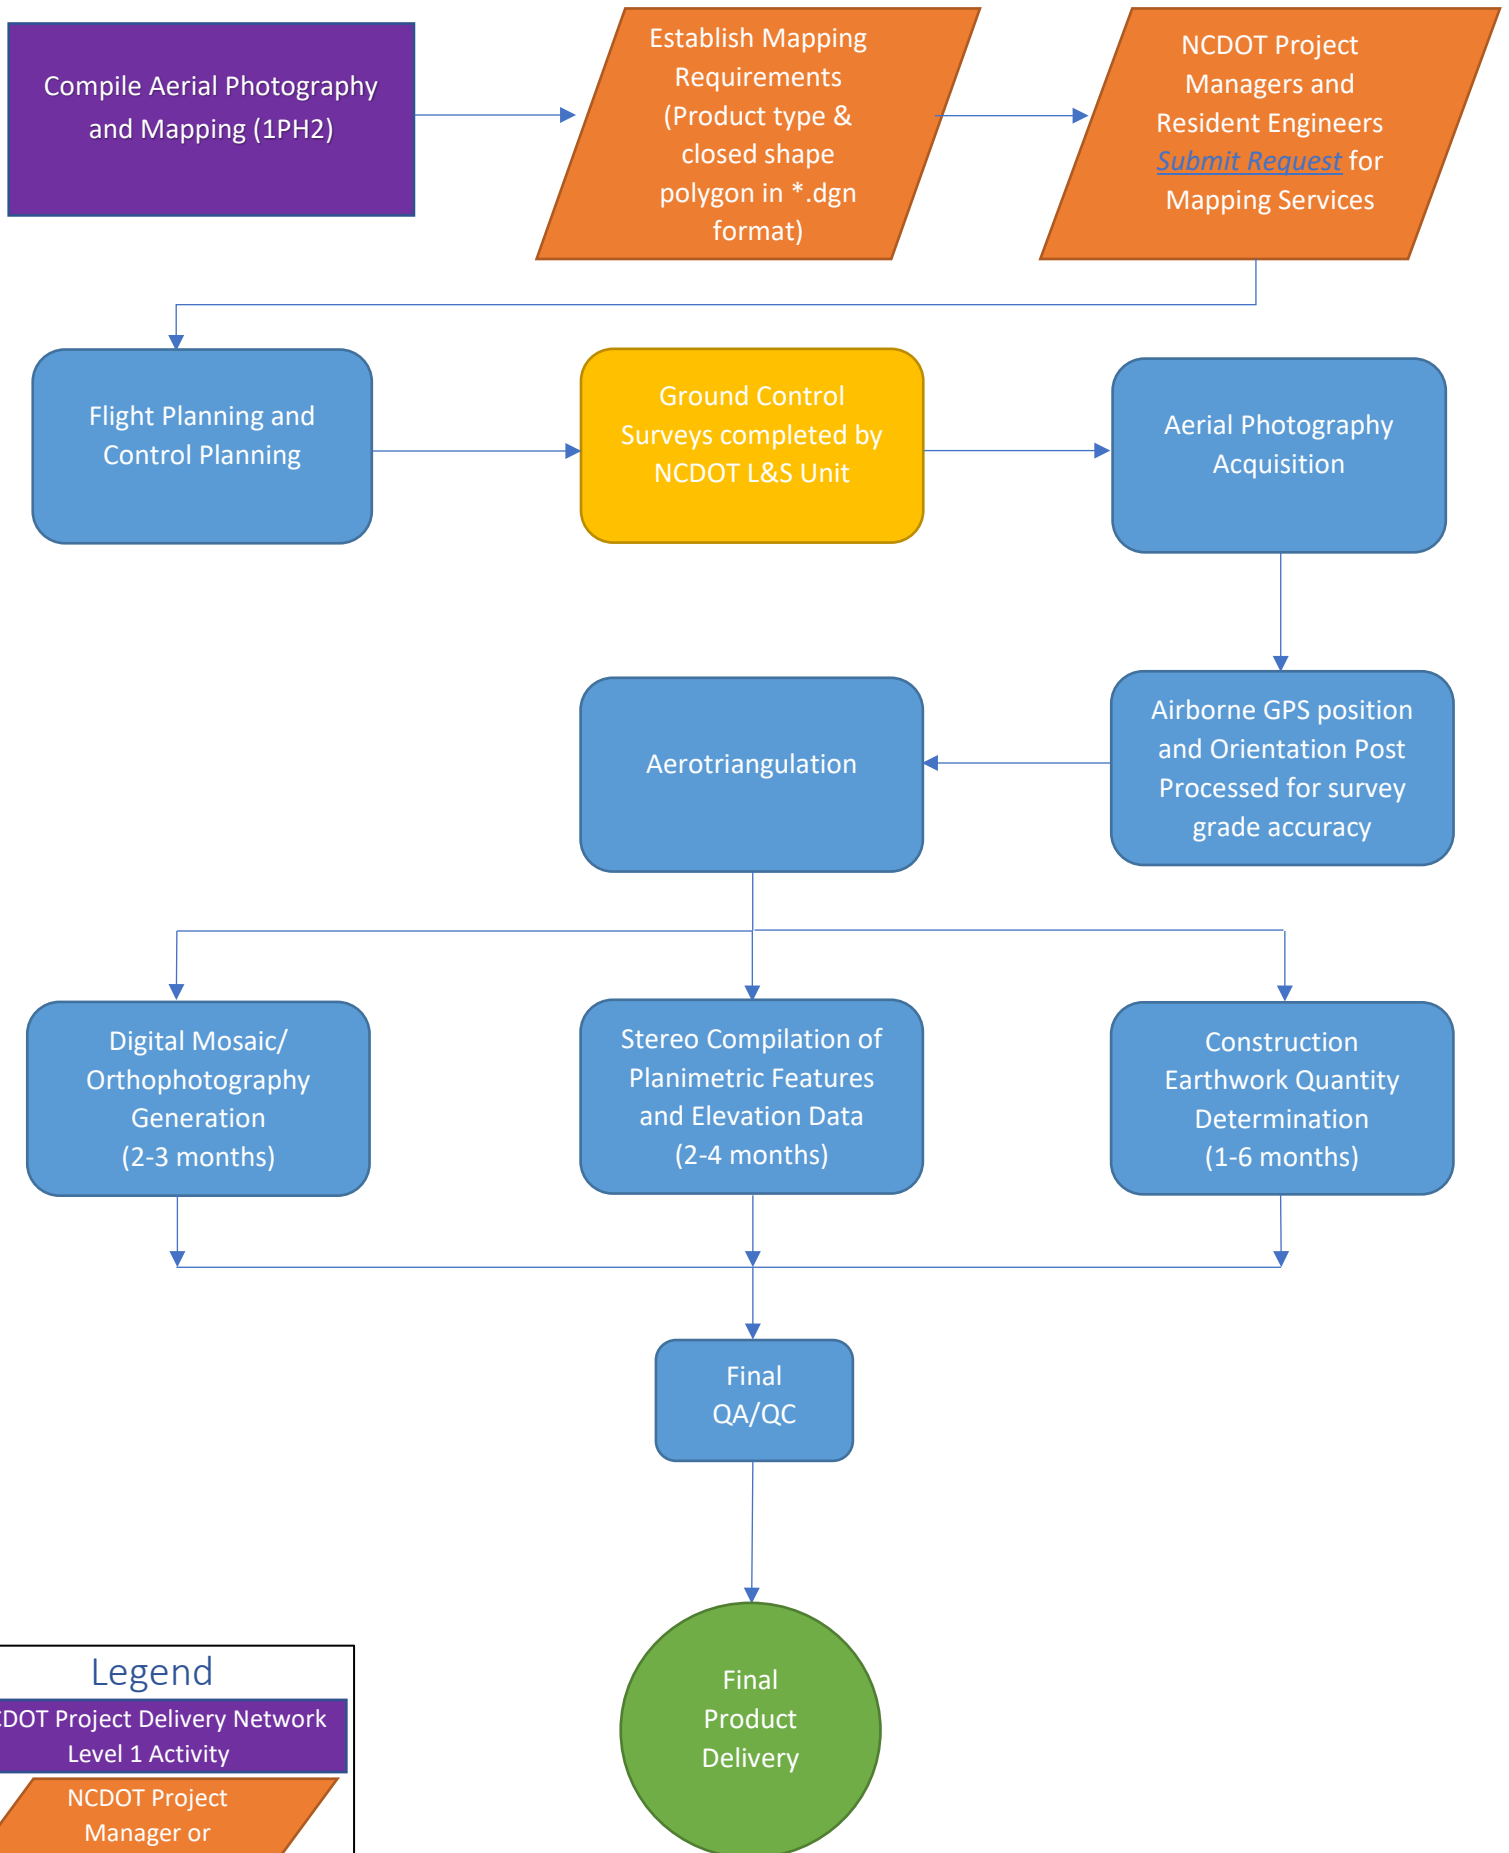 Compile Aerial Photography
and Mapping (1PH2)
Establish Mapping
Requirements
(Product type &
closed shape
polygon in *.dgn
format)
NCDOT Project
Managers and
Resident Engineers
Submit Request for
Mapping Services
Flight Planning and
Control Planning
Ground Control
Surveys completed by
NCDOT L&S Unit
Aerial Photography
Acquisition
Airborne GPS position
and Orientation Post
Processed for survey
grade accuracy
Aerotriangulation
Digital Mosaic/
Orthophotography
Generation
(2-3 months)
Stereo Compilation of
Planimetric Features
and Elevation Data
(2-4 months)
Construction
Earthwork Quantity
Determination
(1-6 months)
Final
QA/QC
Final
Product
Delivery
Legend
CDOT Project Delivery Network
Level 1 Activity
NCDOT Project
Manager or